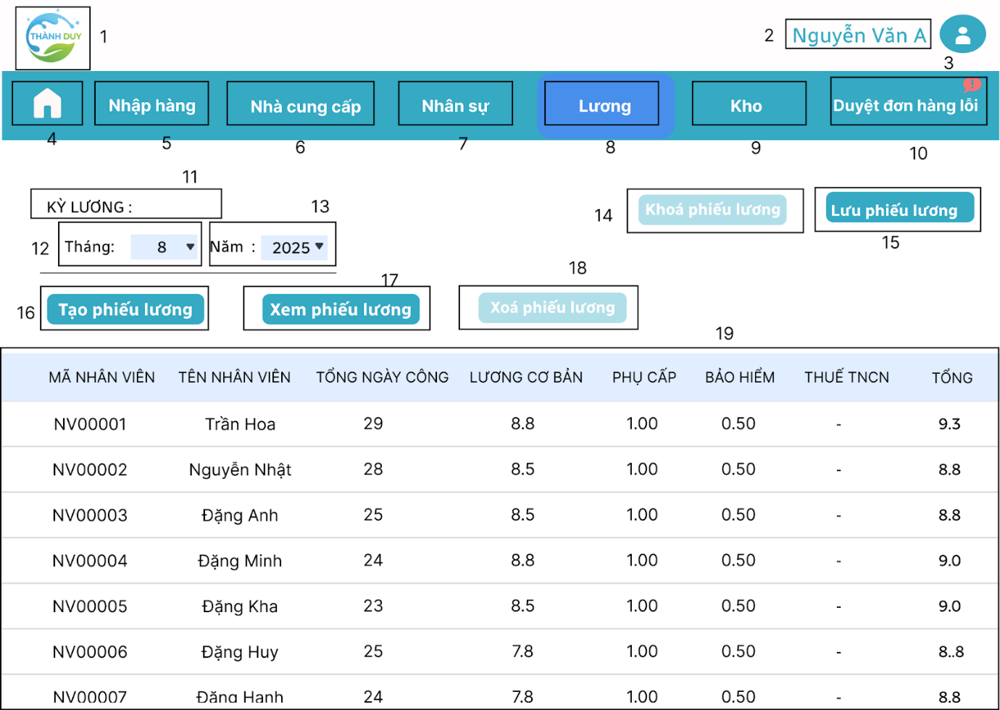 THÀNH DUY
1
2
Nguyễn Văn A
3
Nhập hàng
Nhà cung cấp
Nhân sự
Lương
Kho
!
Duyệt đơn hàng lỗi
4
5
6
7
8
9
10
11
KỲ LƯƠNG :
13
12
Tháng: 8
Năm : 2025
14
Khoá phiếu lương
Lưu phiếu lương
15
16
Tạo phiếu lương
17
Xem phiếu lương
18
Xoá phiếu lương
19
MÃ NHÂN VIÊN TÊN NHÂN VIÊN TỔNG NGÀY CÔNG LƯƠNG CƠ BẢN PHỤ CẤP BẢO HIỂM THUẾ TNCN TỔNG
NV00001 Trần Hoa 29 8.8 1.00 0.50 - 9.3
NV00002 Nguyễn Nhật 28 8.5 1.00 0.50 - 8.8
NV00003 Đặng Anh 25 8.5 1.00 0.50 - 8.8
NV00004 Đặng Minh 24 8.8 1.00 0.50 - 9.0
NV00005 Đặng Kha 23 8.5 1.00 0.50 - 9.0
NV00006 Đặng Huy 25 7.8 1.00 0.50 - 8..8
NV00007 Đặng Hạnh 24 7.8 1.00 0.50 - 8.8